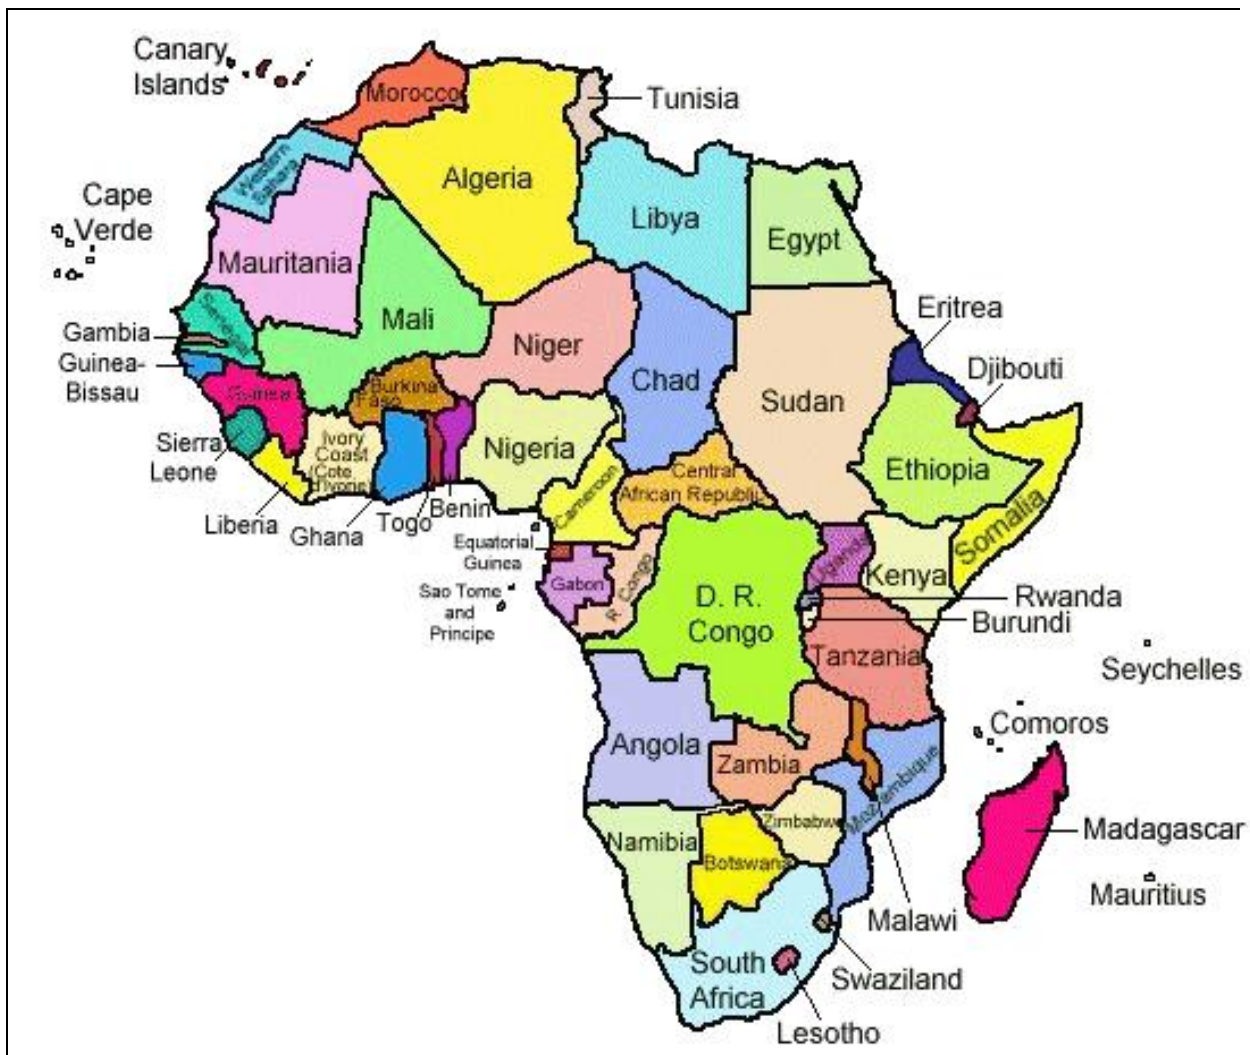 Canary
Islands
Morocco
Tunisia
Algeria
Western
Sahara
Libya
Cape
Verde
Egypt
Mauritania
Mali
Senegal
Niger
Eritrea
Gambia
Guinea-
Bissau
Chad
Djibouti
Sudan
Burkina
Faso
Guinea
Sierra
Leone
Ivory
Coast
(Cote
d'Ivone)
Nigeria
Ethiopia
Central
African Republic
Cameroon
Somalia
Liberia
Ghana
Togo
Benin
Equatorial
Guinea
Gabon
R. Congo
Uganda
Kenya
Sao Tome
and
Principe
D. R.
Congo
Rwanda
Burundi
Tanzania
Seychelles
Comoros
Angola
Zambia
Mozambique
Zimbabwe
Namibia
Botswana
Madagascar
Mauritius
Malawi
South
Africa
Swaziland
Lesotho